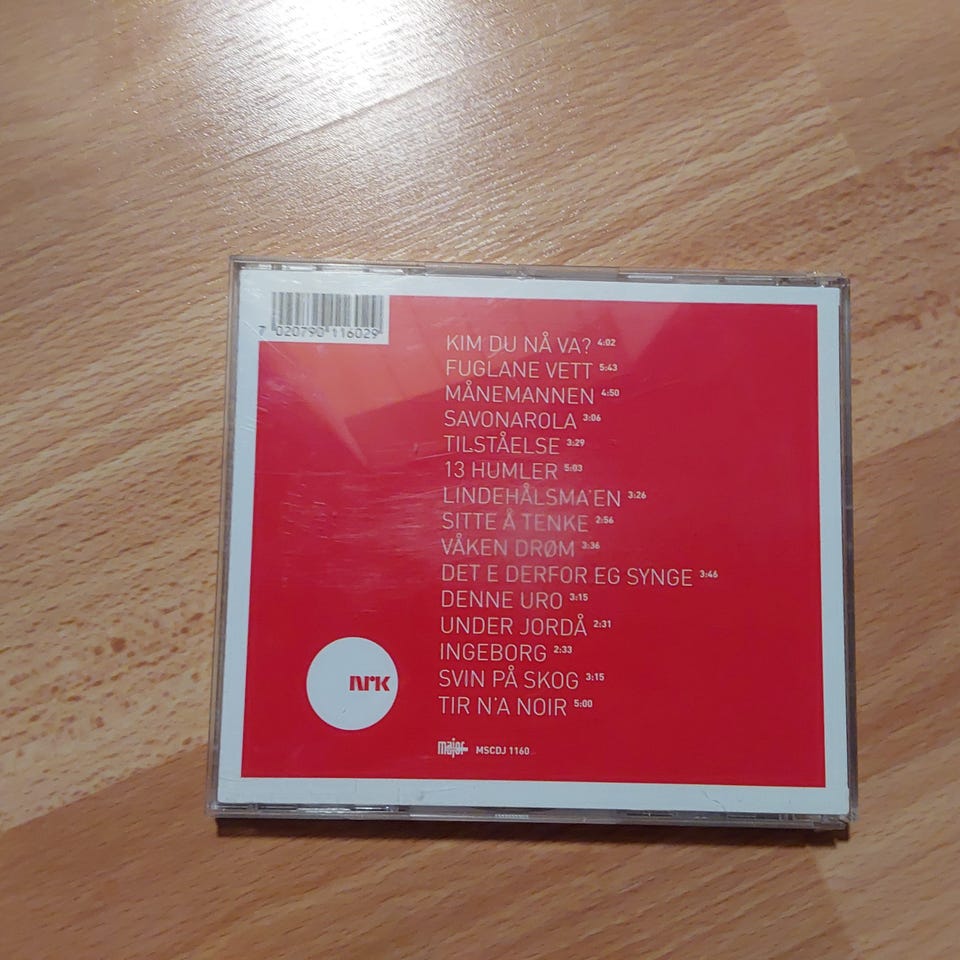 7 020790 116029
KIM DU NÅ VA? 4:02
FUGLANE VETT 5:43
MÅNEMANNEN 4:50
SAVONAROLA 3:06
TILSTÅELSE 3:29
13 HUMLER 5:03
LINDEHÅLSMA'EN 3:26
SITTE Å TENKE 2:56
VÅKEN DRØM 3:36
DET E DERFOR EG SYNGE 3:46
DENNE URO 3:15
UNDER JORDÅ 2:31
INGEBORG 2:33
SVIN PÅ SKOG 3:15
TIR N'A NOIR 5:00
NRK
major
MSCDJ 1160